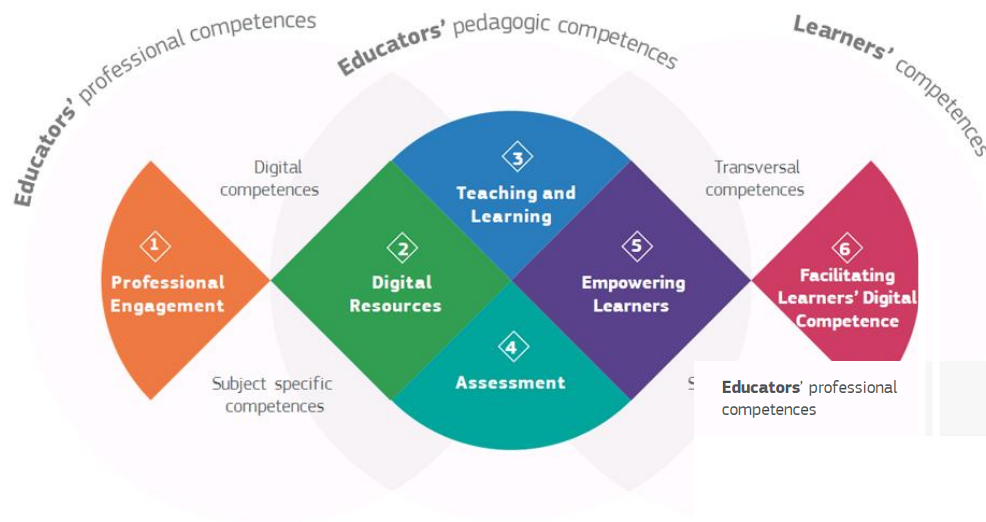 Educators' professional competences
Educators' pedagogic competences
Learners' competences
Digital
competences
Transversal
competences
1
Professional
Engagement
2
Digital
Resources
3
Teaching and
Learning
4
Assessment
5
Empowering
Learners
6
Facilitating
Learners' Digital
Competence
Subject specific
competences
Educators' professional
competences